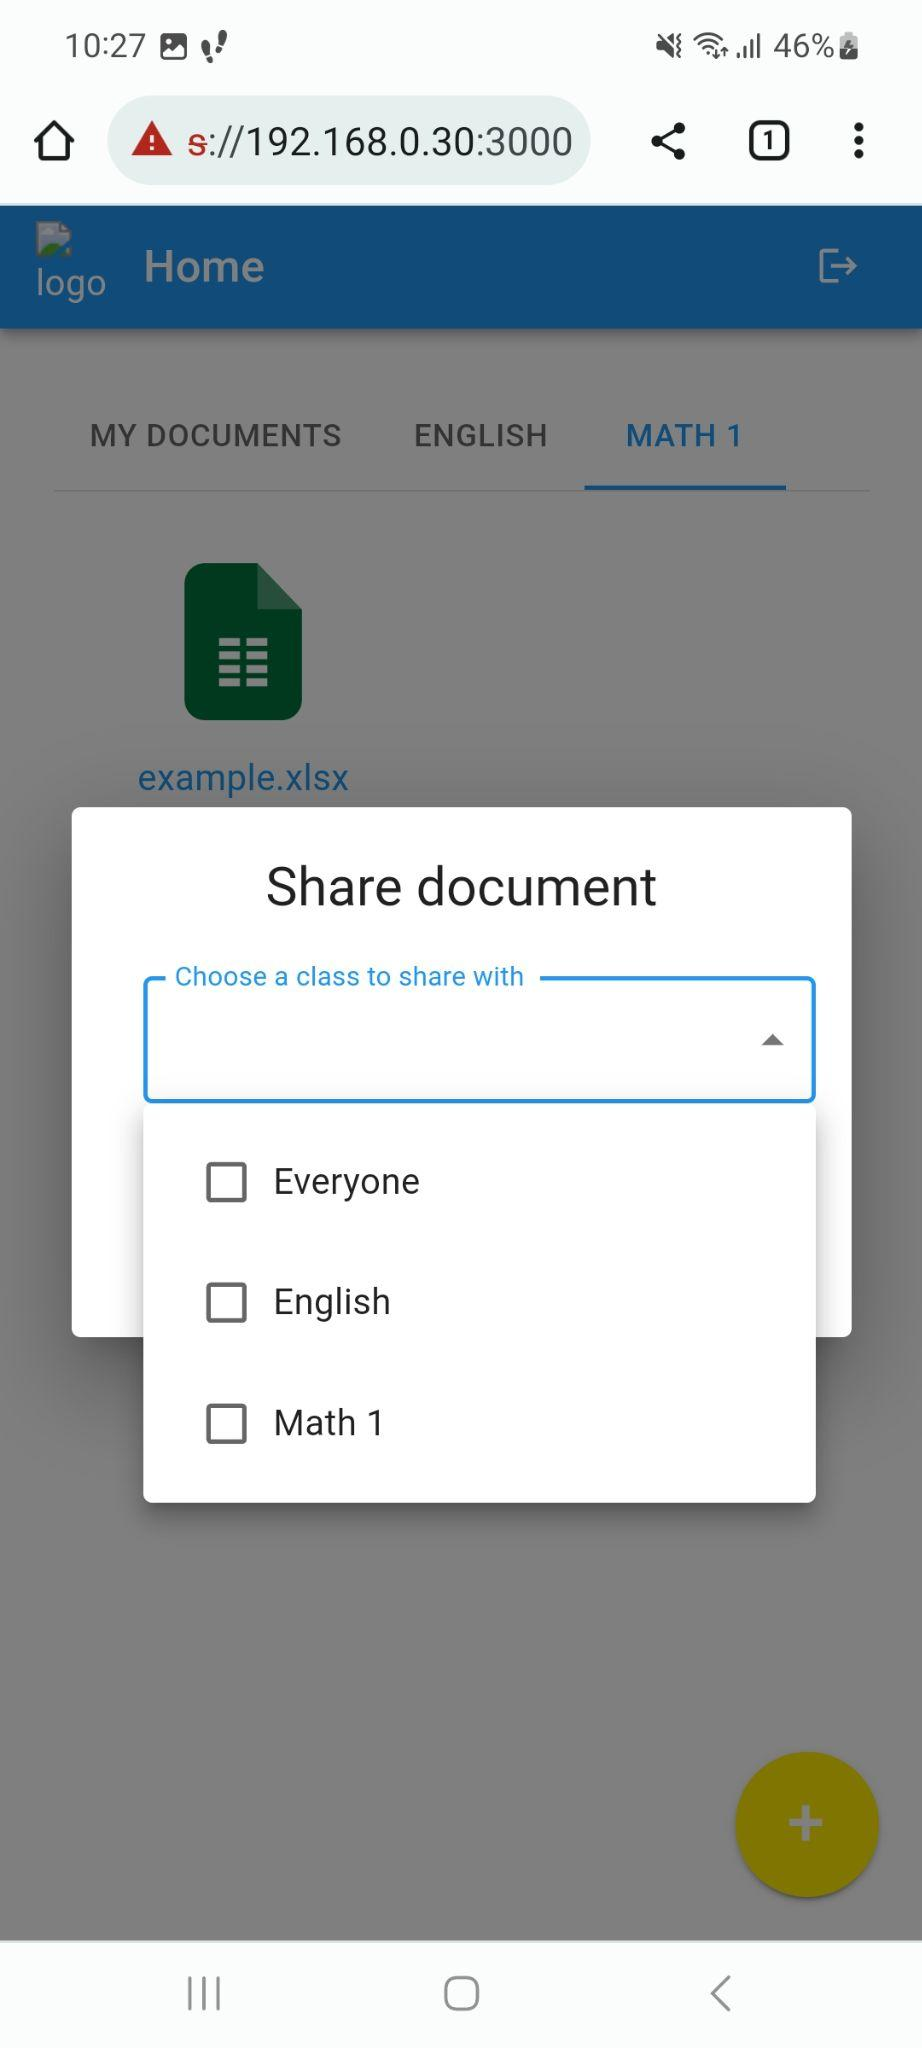 10:27
46%
s://192.168.0.30:3000
1
logo
Home
MY DOCUMENTS
ENGLISH
MATH 1
example.xlsx
Share document
Choose a class to share with
Everyone
English
Math 1